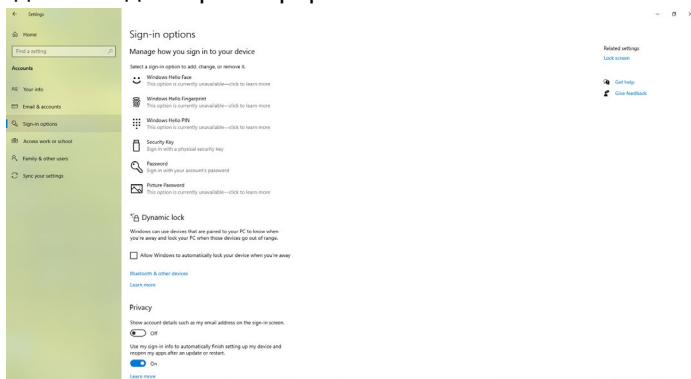 Settings
Home
Find a setting
Accounts
Your info
Email & accounts
Sign-in options
Access work or school
Family & other users
Sync your settings
Sign-in options
Manage how you sign in to your device
Select a sign-in option to add, change, or remove it.
Windows Hello Face
This option is currently unavailable—click to learn more
Windows Hello Fingerprint
This option is currently unavailable—click to learn more
Windows Hello PIN
This option is currently unavailable—click to learn more
Security Key
Sign in with a physical security key
Password
Sign in with your account's password
Picture Password
This option is currently unavailable—click to learn more
Dynamic lock
Windows can use devices that are paired to your PC to know when
you're away and lock your PC when those devices go out of range.
Allow Windows to automatically lock your device when you're away
Bluetooth & other devices
Learn more
Privacy
Show account details such as my email address on the sign-in screen.
Off
Use my sign-in info to automatically finish setting up my device and
reopen my apps after an update or restart.
On
Learn more
Related settings
Lock screen
Get help
Give feedback